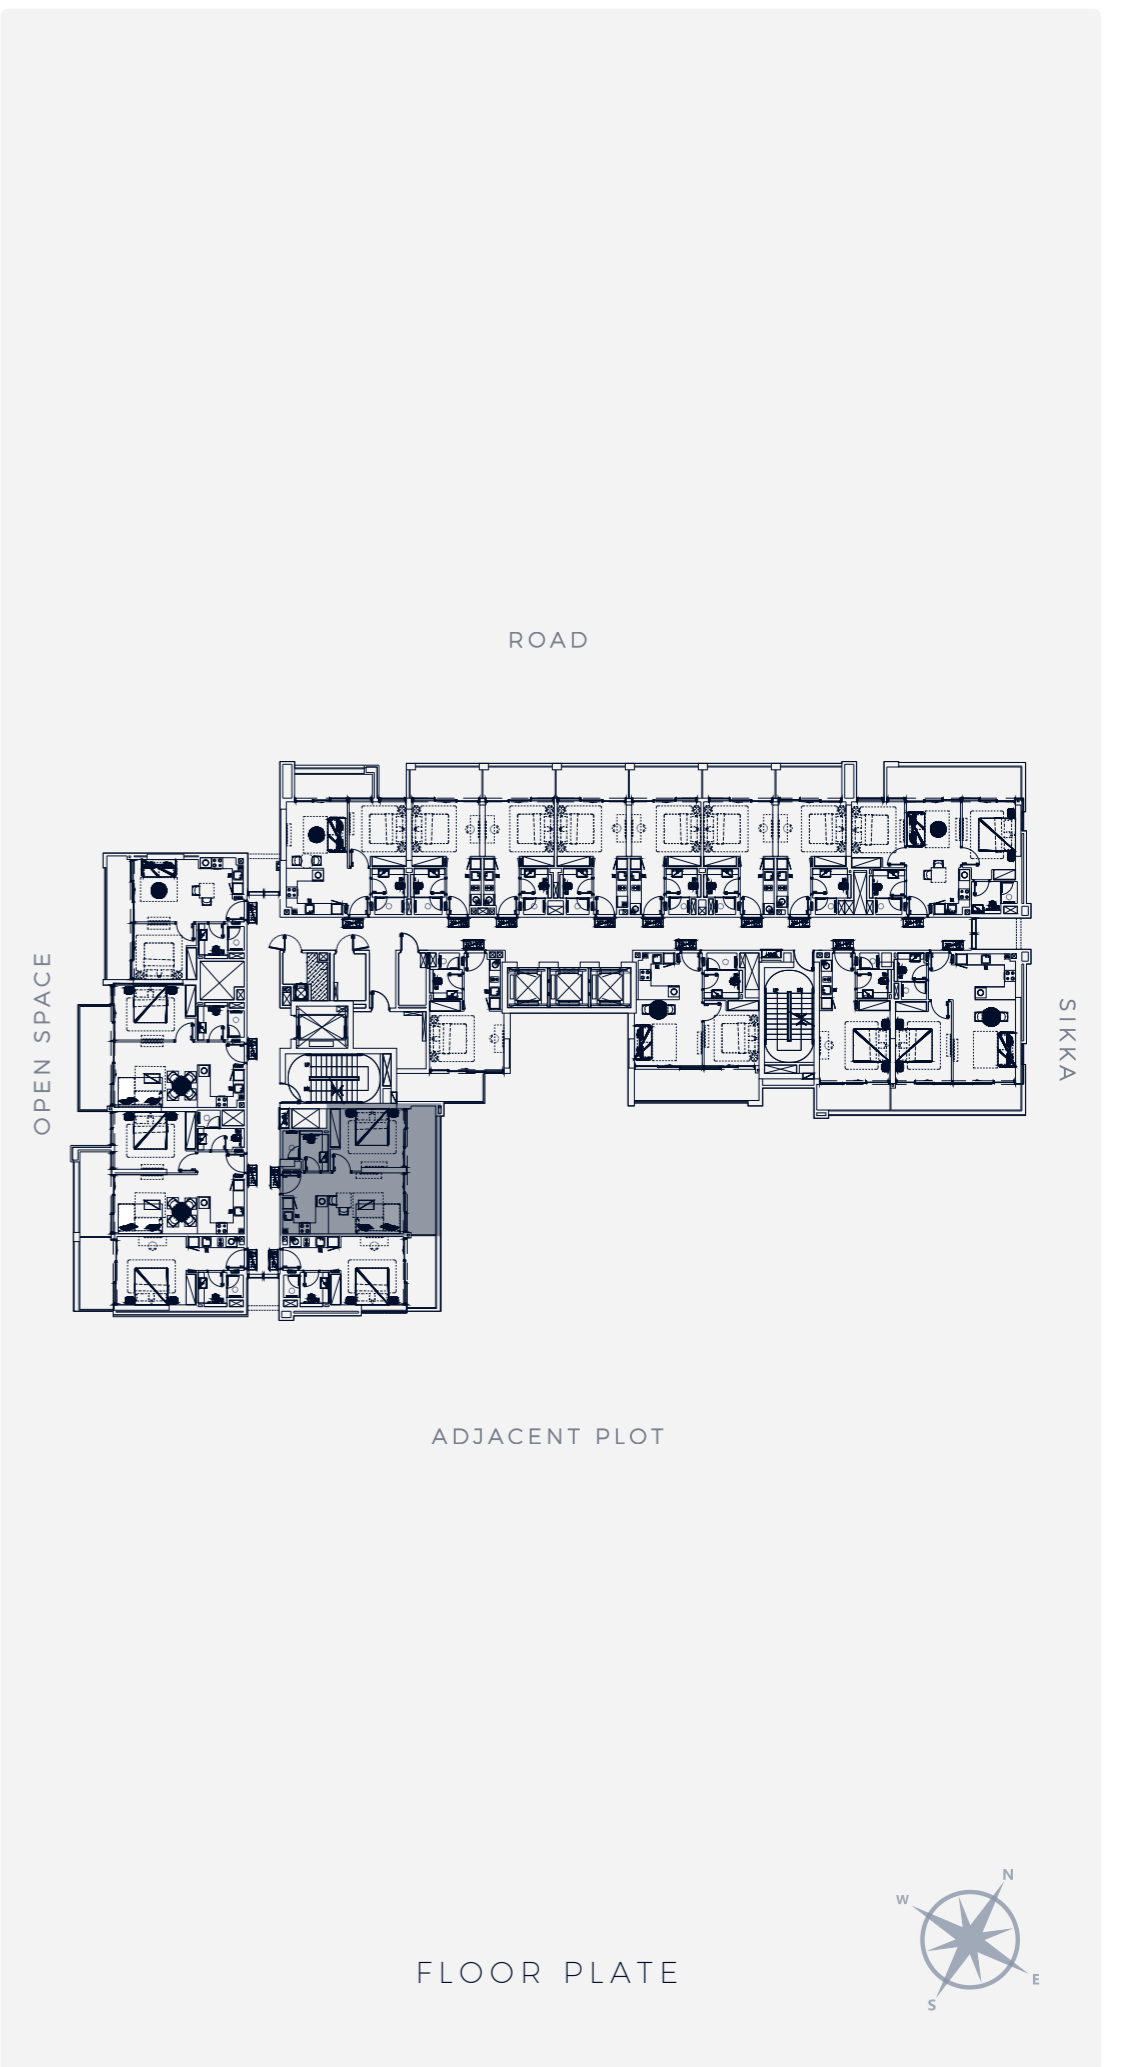 ROAD
OPEN SPACE
SIKKA
ADJACENT PLOT
FLOOR PLATE
N
W
E
S